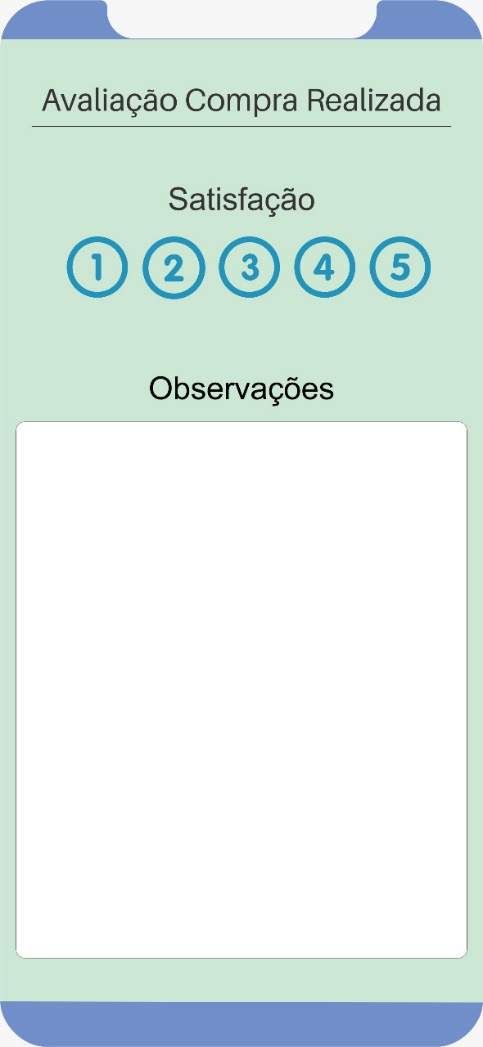 Avaliação Compra Realizada
Satisfação
1 2 3 4 5
Observações